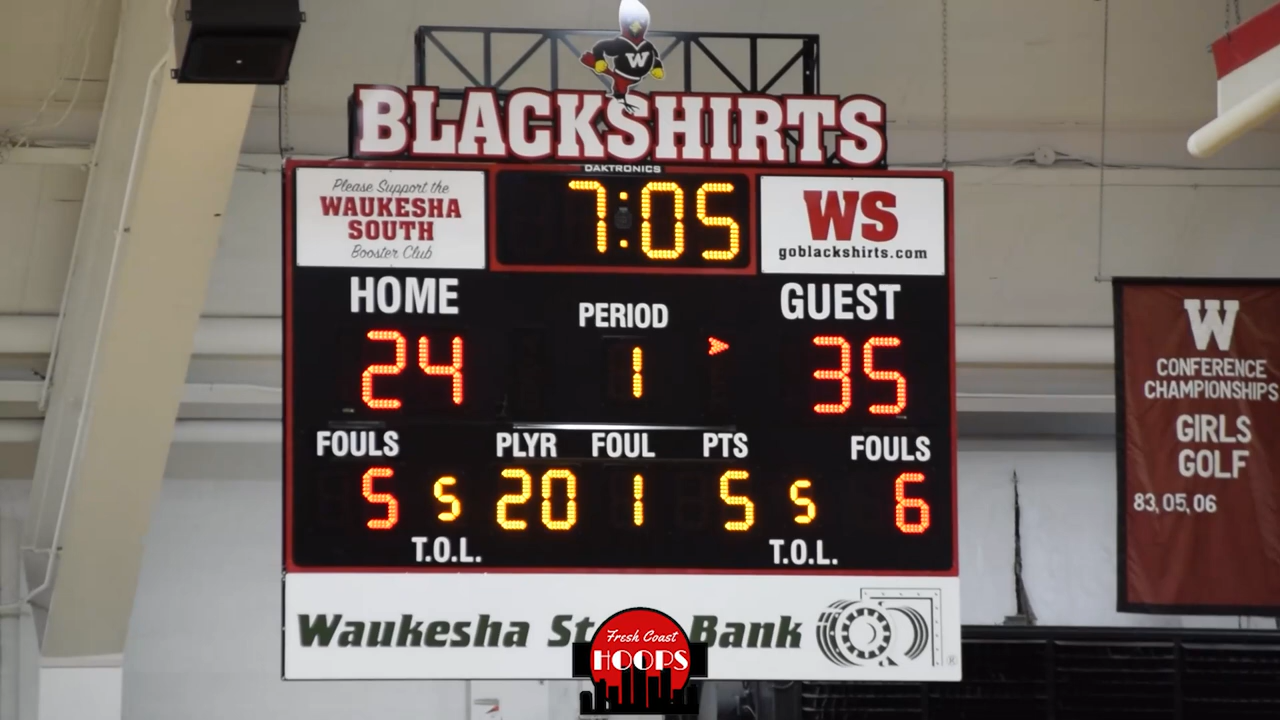 W
BLACKSHIRTS
DAKTRONICS
Please Support the
WAUKESHA
SOUTH
Booster Club
7:05
WS
goblackshirts.com
HOME
PERIOD
GUEST
24
1
35
FOULS
PLYR
FOUL
PTS
FOULS
5
5
20
1
5
5
6
T.O.L.
T.O.L.
Waukesha St Bank
Fresh Coast
HOOPS
W
CONFERENCE
CHAMPIONSHIPS
GIRLS
GOLF
83, 05, 06